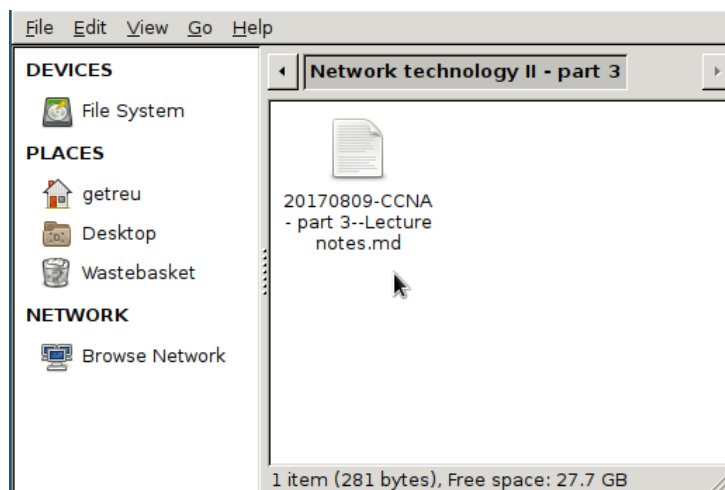 File Edit View Go Help
DEVICES
File System
PLACES
getreu
Desktop
Wastebasket
NETWORK
Browse Network
Network technology II - part 3
20170809-CCNA
- part 3--Lecture
notes.md
1 item (281 bytes), Free space: 27.7 GB